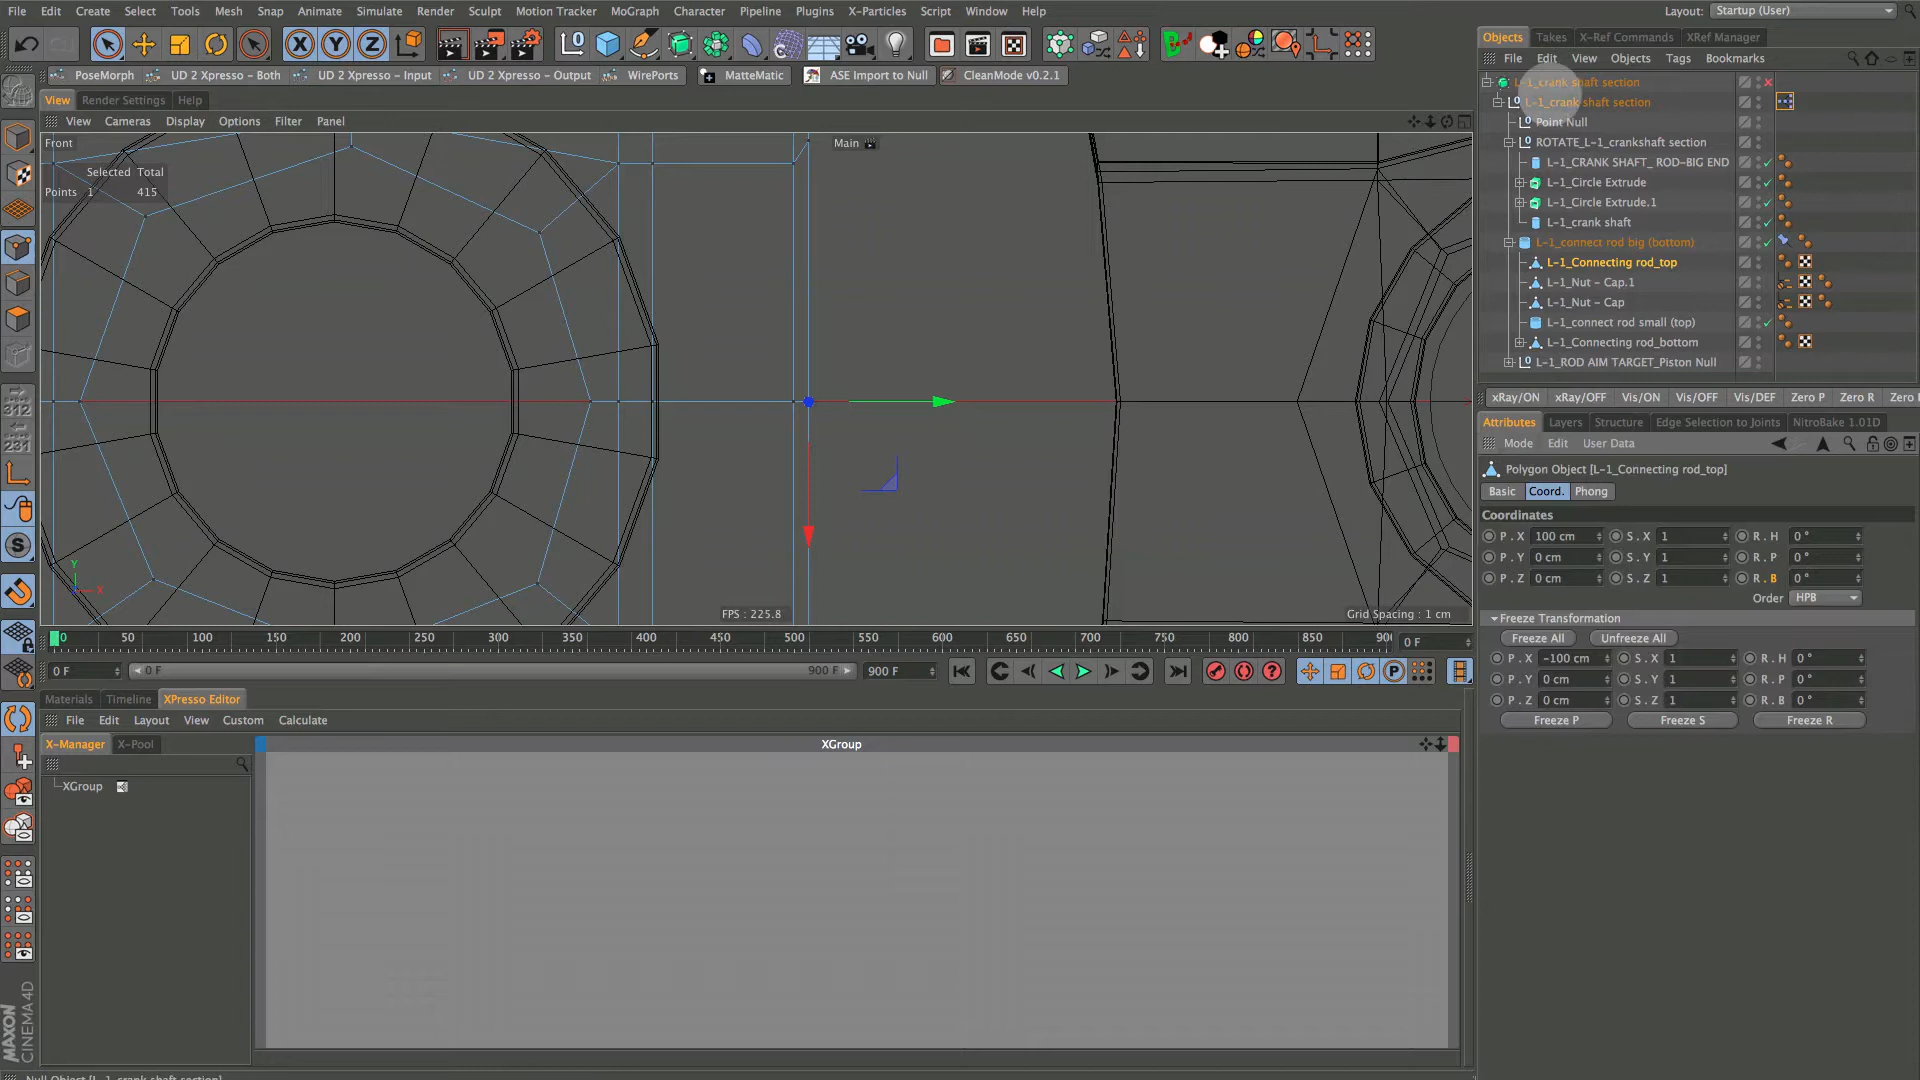 File Edit Create Select Tools Mesh Snap Animate Simulate Render Sculpt Motion Tracker MoGraph Character Pipeline Plugins X-Particles Script Window Help Layout: Startup (User)
PoseMorph UD 2 Xpresso - Both UD 2 Xpresso - Input UD 2 Xpresso - Output WirePorts MatteMatic ASE Import to Null CleanMode v0.2.1
Objects Takes X-Ref Commands XRef Manager
File Edit View Objects Tags Bookmarks
View Render Settings Help
View Cameras Display Options Filter Panel
Front Main
Selected Total
Points 1 415
L-1_crank shaft section
L-1_crank shaft section
Point Null
ROTATE_L-1_crankshaft section
L-1_CRANK SHAFT_ ROD-BIG END
L-1_Circle Extrude
L-1_Circle Extrude.1
L-1_crank shaft
L-1_connect rod big (bottom)
L-1_Connecting rod_top
L-1_Nut - Cap.1
L-1_Nut - Cap
L-1_connect rod small (top)
L-1_Connecting rod_bottom
L-1_ROD AIM TARGET_Piston Null
xRay/ON xRay/OFF Vis/ON Vis/OFF Vis/DEF Zero P Zero R Zero
Attributes Layers Structure Edge Selection to Joints NitroBake 1.01D
Mode Edit User Data
Polygon Object [L-1_Connecting rod_top]
Basic Coord. Phong
Coordinates
P . X 100 cm S . X 1 R . H 0 °
P . Y 0 cm S . Y 1 R . P 0 °
P . Z 0 cm S . Z 1 R . B 0 °
Order HPB
Freeze Transformation
Freeze All Unfreeze All
P . X -100 cm S . X 1 R . H 0 °
P . Y 0 cm S . Y 1 R . P 0 °
P . Z 0 cm S . Z 1 R . B 0 °
Freeze P Freeze S Freeze R
Y
X
FPS : 225.8 Grid Spacing : 1 cm
0 50 100 150 200 250 300 350 400 450 500 550 600 650 700 750 800 850 900 0 F
0 F 0 F 900 F 900 F
Materials Timeline XPresso Editor
File Edit Layout View Custom Calculate
X-Manager X-Pool XGroup
XGroup
MAXON
CINEMA4D
Null Object [L-1_crank shaft section]